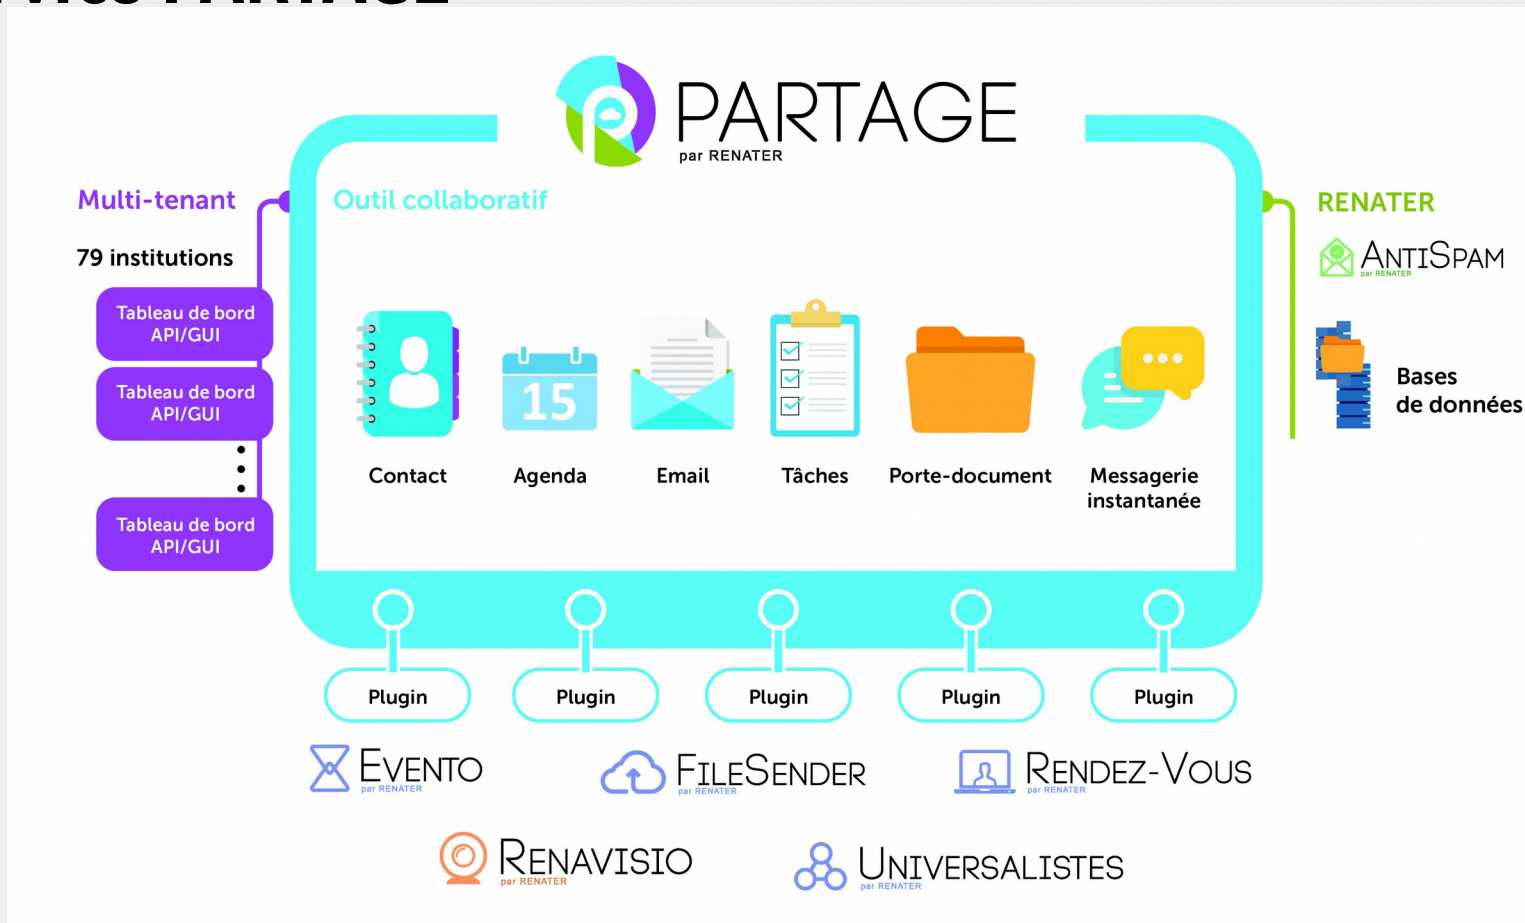 PARTAGE
par RENATER
Multi-tenant
79 institutions
Tableau de bord
API/GUI
Tableau de bord
API/GUI
Tableau de bord
API/GUI
Outil collaboratif
15
Contact
Agenda
Email
Tâches
Porte-document
Messagerie
instantanée
RENATER
ANTISPAM
par RENATER
Bases
de données
Plugin
Plugin
Plugin
Plugin
Plugin
EVENTO
par RENATER
FILESENDER
par RENATER
RENDEZ-VOUS
par RENATER
RENAVISIO
par RENATER
UNIVERSALISTES
par RENATER